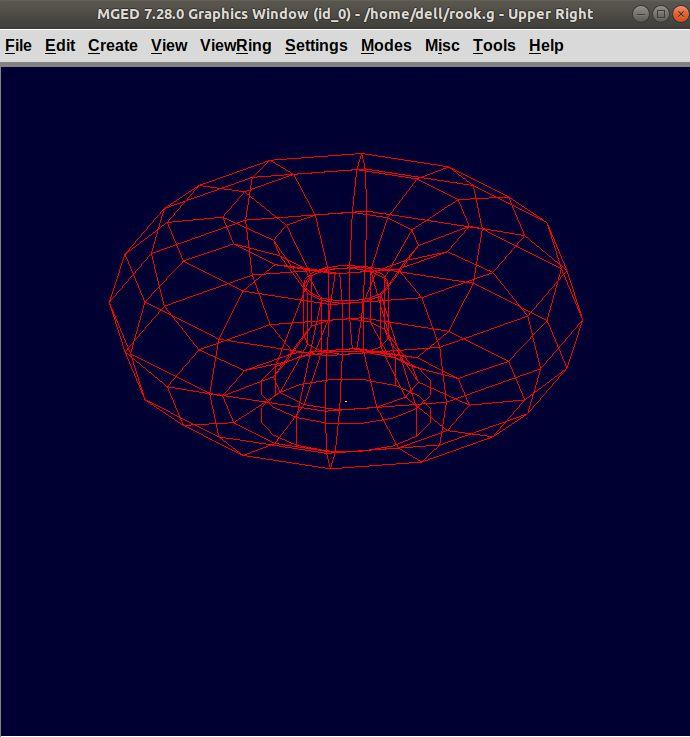 MGED 7.28.0 Graphics Window (id_0) - /home/dell/rook.g - Upper Right
File Edit Create View ViewRing Settings Modes Misc Tools Help